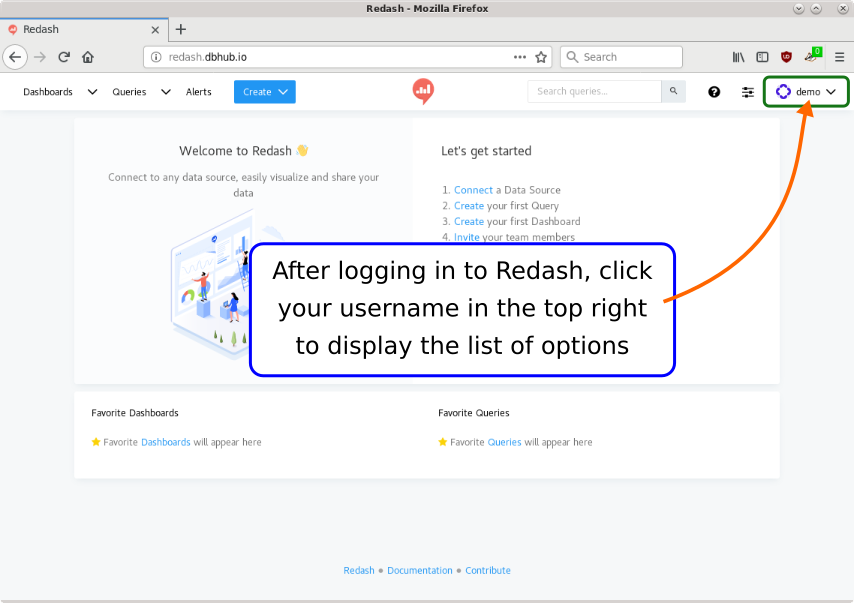 Redash - Mozilla Firefox
Redash
redash.dbhub.io
Search
0
Dashboards Queries Alerts Create Search queries... demo
Welcome to Redash 👋
Connect to any data source, easily visualize and share your
data
Let's get started
1. Connect a Data Source
2. Create your first Query
3. Create your first Dashboard
4. Invite your team members
After logging in to Redash, click
your username in the top right
to display the list of options
Favorite Dashboards
Favorite Dashboards will appear here
Favorite Queries
Favorite Queries will appear here
Redash • Documentation • Contribute